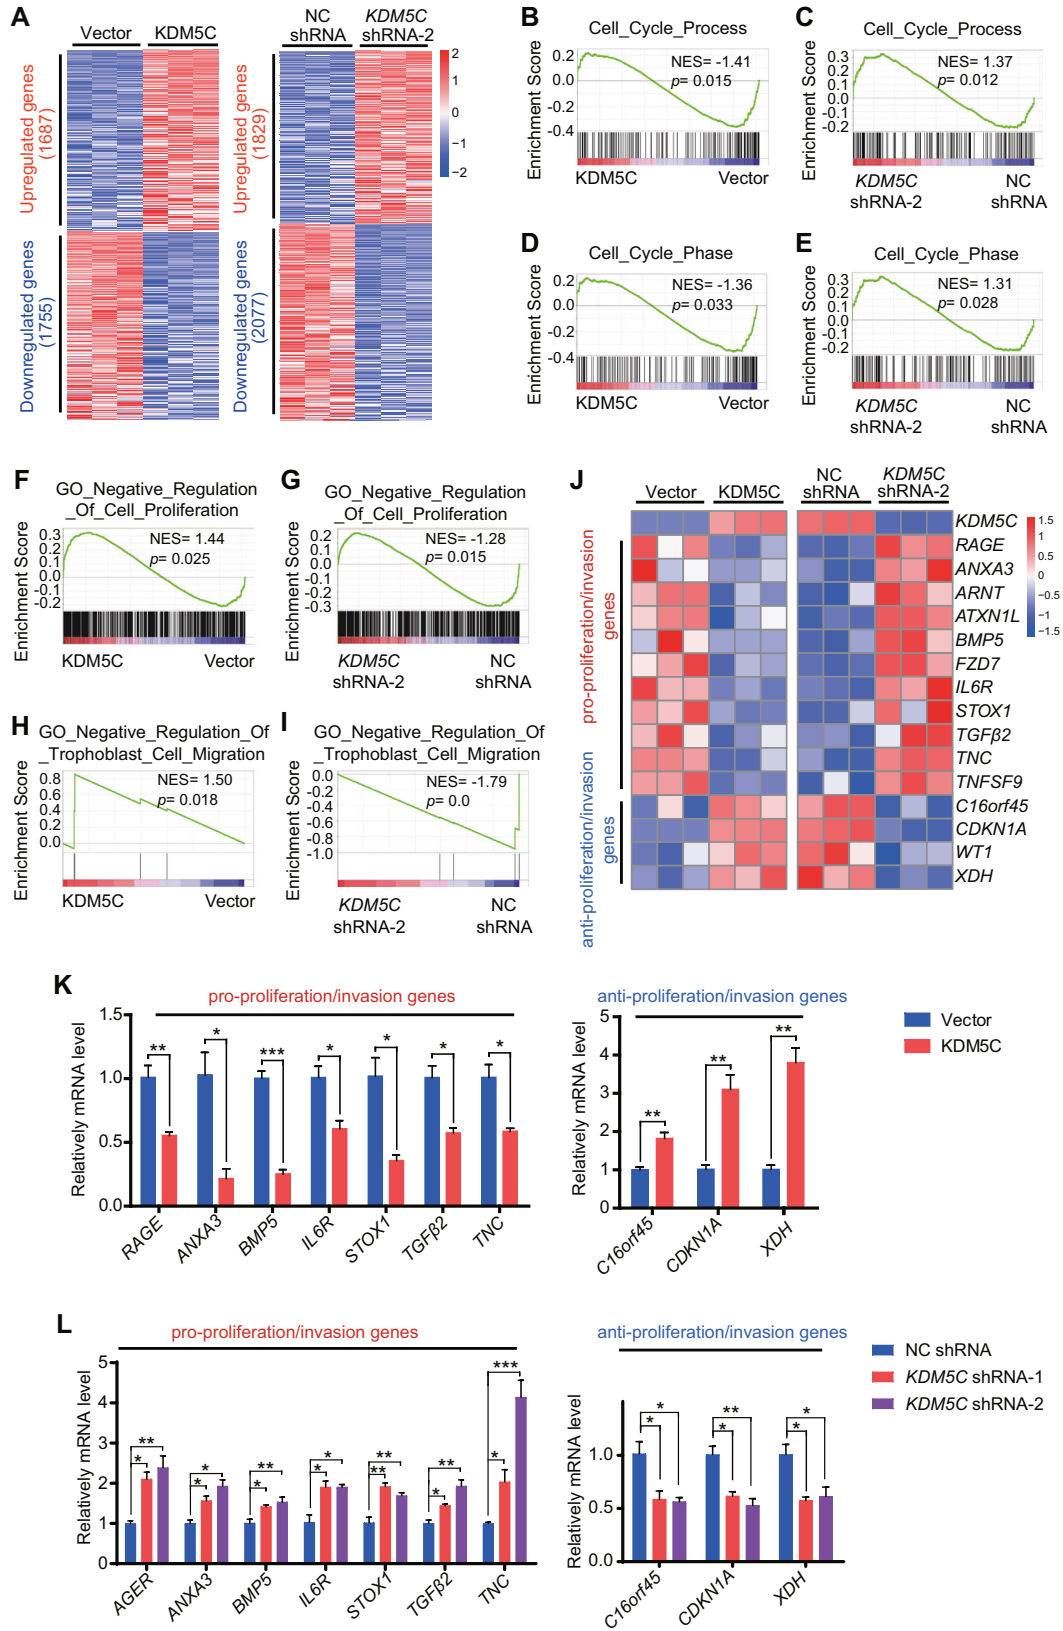 A
Vector KDM5C
NC
shRNA
KDM5C
shRNA-2
Upregulated genes
(1687)
Downregulated genes
(1755)
Upregulated genes
(1829)
Downregulated genes
(2077)
2
1
0
−1
−2
B
Cell_Cycle_Process
Enrichment Score
0.2
0.0
-0.2
-0.4
NES= -1.41
p= 0.015
KDM5C Vector
C
Cell_Cycle_Process
Enrichment Score
0.3
0.2
0.1
0.0
-0.1
-0.2
NES= 1.37
p= 0.012
KDM5C
shRNA-2
NC
shRNA
D
Cell_Cycle_Phase
Enrichment Score
0.2
0.0
-0.2
-0.4
NES= -1.36
p= 0.033
KDM5C Vector
E
Cell_Cycle_Phase
Enrichment Score
0.3
0.2
0.1
0.0
-0.1
-0.2
NES= 1.31
p= 0.028
KDM5C
shRNA-2
NC
shRNA
F
GO_Negative_Regulation
_Of_Cell_Proliferation
Enrichment Score
0.3
0.2
0.1
0.0
-0.1
-0.2
NES= 1.44
p= 0.025
KDM5C Vector
G
GO_Negative_Regulation
_Of_Cell_Proliferation
Enrichment Score
0.2
0.1
0.0
-0.1
-0.2
-0.3
NES= -1.28
p= 0.015
KDM5C
shRNA-2
NC
shRNA
H
GO_Negative_Regulation_Of
_Trophoblast_Cell_Migration
Enrichment Score
0.8
0.6
0.4
0.2
0.0
NES= 1.50
p= 0.018
KDM5C Vector
I
GO_Negative_Regulation_Of
_Trophoblast_Cell_Migration
Enrichment Score
0.0
-0.2
-0.4
-0.6
-0.8
-1.0
NES= -1.79
p= 0.0
KDM5C
shRNA-2
NC
shRNA
J
Vector KDM5C
NC
shRNA
KDM5C
shRNA-2
pro-proliferation/invasion
genes
anti-proliferation/invasion
genes
KDM5C
RAGE
ANXA3
ARNT
ATXN1L
BMP5
FZD7
IL6R
STOX1
TGFβ2
TNC
TNFSF9
C16orf45
CDKN1A
WT1
XDH
1.5
1
0.5
0
−0.5
−1
−1.5
K
pro-proliferation/invasion genes
Relatively mRNA level
1.5
1.0
0.5
0.0
** * *** * * * *
RAGE ANXA3 BMP5 IL6R STOX1 TGFβ2 TNC
anti-proliferation/invasion genes
Relatively mRNA level
5
4
3
2
1
0
** ** **
C16orf45 CDKN1A XDH
Vector
KDM5C
L
pro-proliferation/invasion genes
Relatively mRNA level
5
4
3
2
1
0
** * ** * ** ** ***
* * * * ** * *
AGER ANXA3 BMP5 IL6R STOX1 TGFβ2 TNC
anti-proliferation/invasion genes
Relatively mRNA level
1.0
0.5
0.0
* ** *
* * *
C16orf45 CDKN1A XDH
NC shRNA
KDM5C shRNA-1
KDM5C shRNA-2